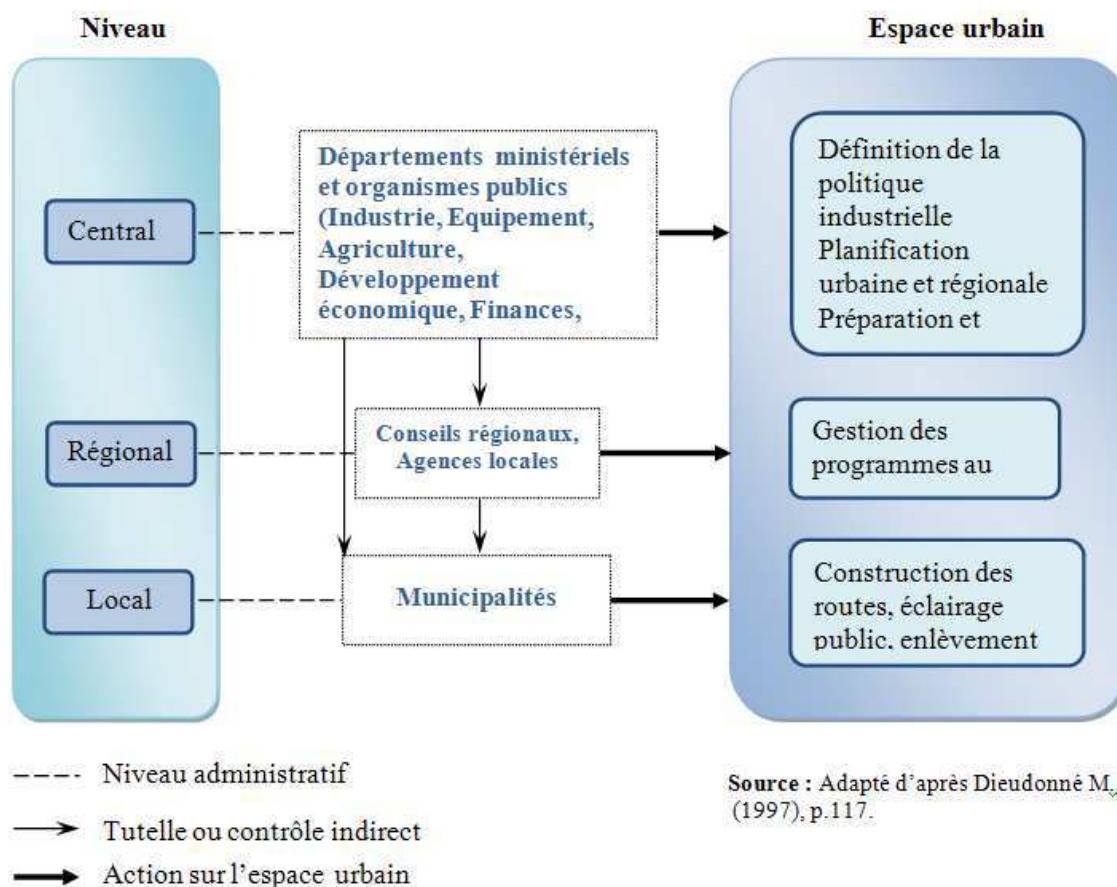 Niveau
Espace urbain
Central
Départements ministériels
et organismes publics
(Industrie, Equipement,
Agriculture,
Développement
économique, Finances,
Définition de la
politique
industrielle
Planification
urbaine et régionale
Préparation et
Régional
Conseils régionaux,
Agences locales
Gestion des
programmes au
Local
Municipalités
Construction des
routes, éclairage
public, enlèvement
Niveau administratif
Tutelle ou contrôle indirect
Action sur l’espace urbain
Source : Adapté d’après Dieudonné M,
(1997), p.117.